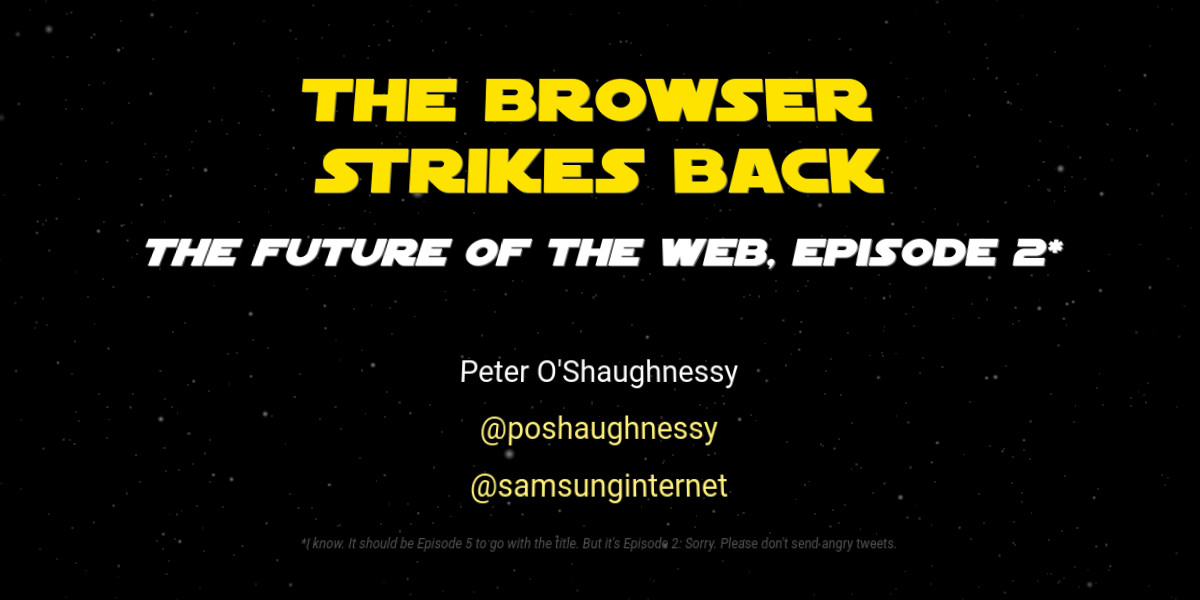 THE BROWSER
STRIKES BACK
THE FUTURE OF THE WEB, EPISODE 2*
Peter O'Shaughnessy
@poshaughnessy
@samsunginternet
*I know. It should be Episode 5 to go with the title. But it's Episode 2. Sorry. Please don't send angry tweets.